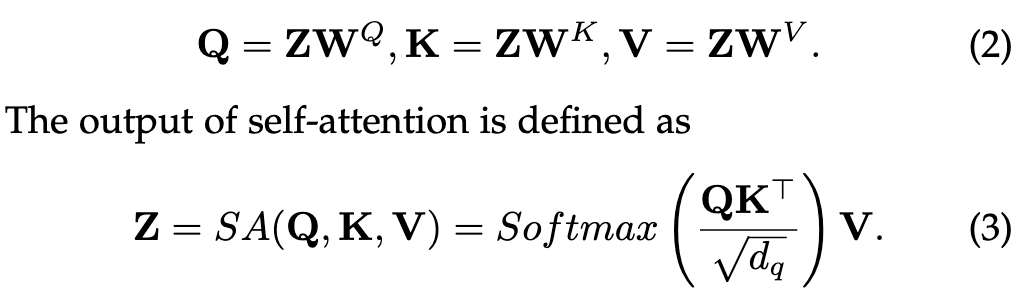 Q = ZW^Q, K = ZW^K, V = ZW^V. (2)
The output of self-attention is defined as
Z = SA(Q, K, V) = Softmax (QK^⊤ / √d_q) V. (3)